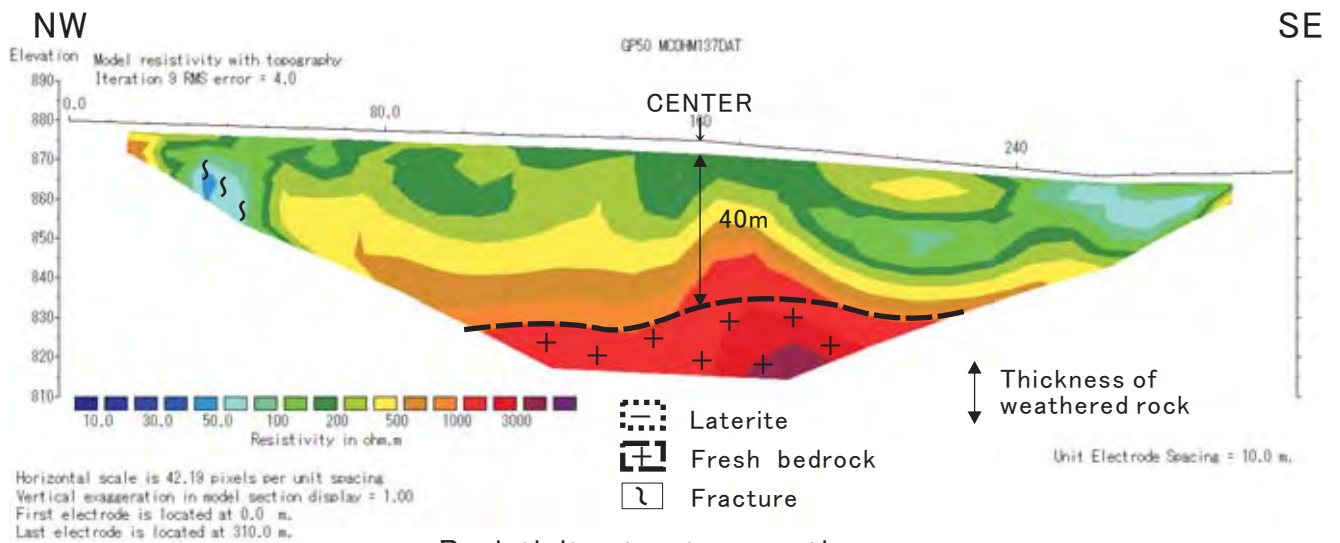 NW
SE
GP50 MCOHM137DAT
Elevation
Model resistivity with topography
Iteration 9 RMS error = 4.0
890
880
870
860
850
840
830
820
810
0.0
80.0
CENTER
160
240
40m
10.0 30.0 50.0 100 200 500 1000 3000
Resistivity in ohm.m
Laterite
Fresh bedrock
Fracture
Thickness of
weathered rock
Unit Electrode Spacing = 10.0 m.
Horizontal scale is 42.19 pixels per unit spacing
Vertical exaggeration in model section display = 1.00
First electrode is located at 0.0 m.
Last electrode is located at 310.0 m.